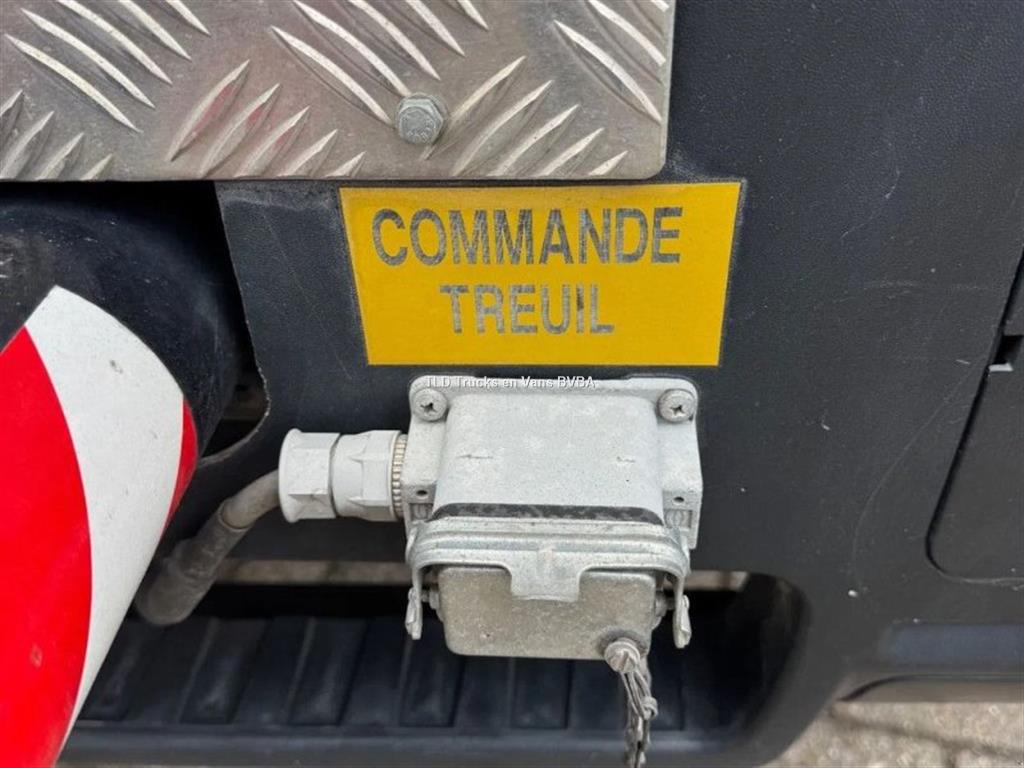 COMMANDE
TREUIL
TLD Trucks en Vans BVBA